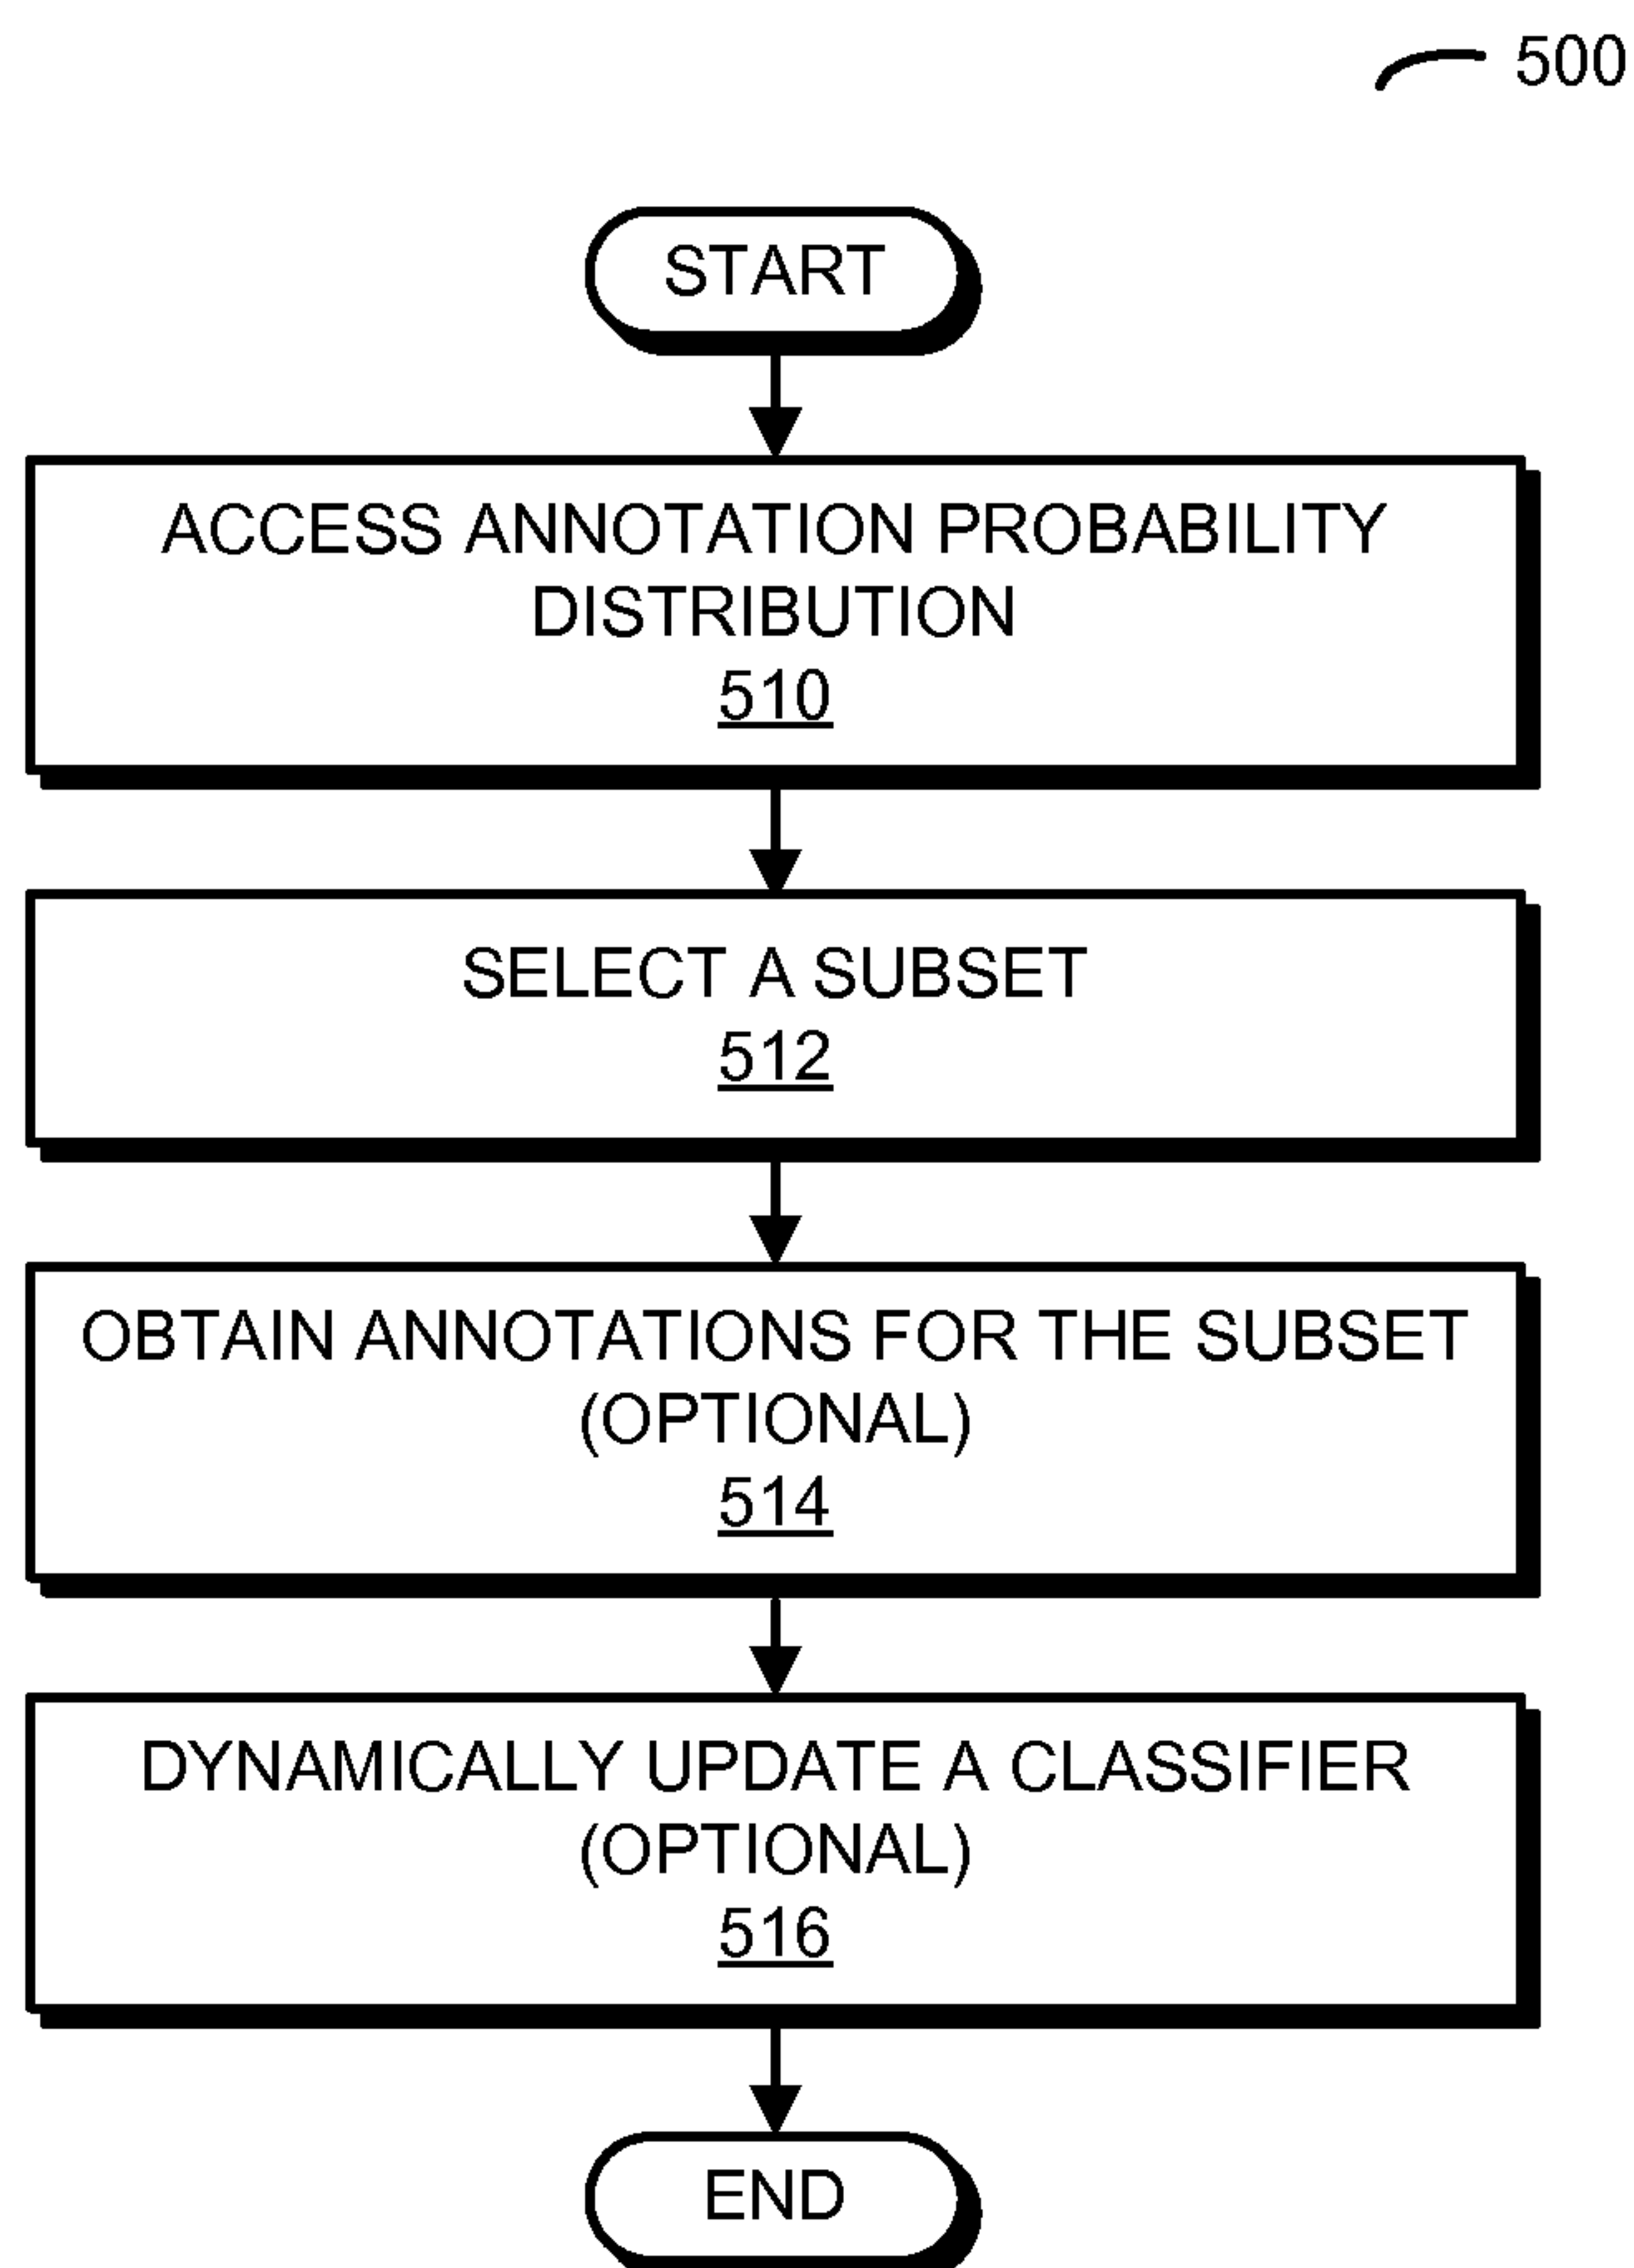 500
START
ACCESS ANNOTATION PROBABILITY
DISTRIBUTION
510
SELECT A SUBSET
512
OBTAIN ANNOTATIONS FOR THE SUBSET
(OPTIONAL)
514
DYNAMICALLY UPDATE A CLASSIFIER
(OPTIONAL)
516
END